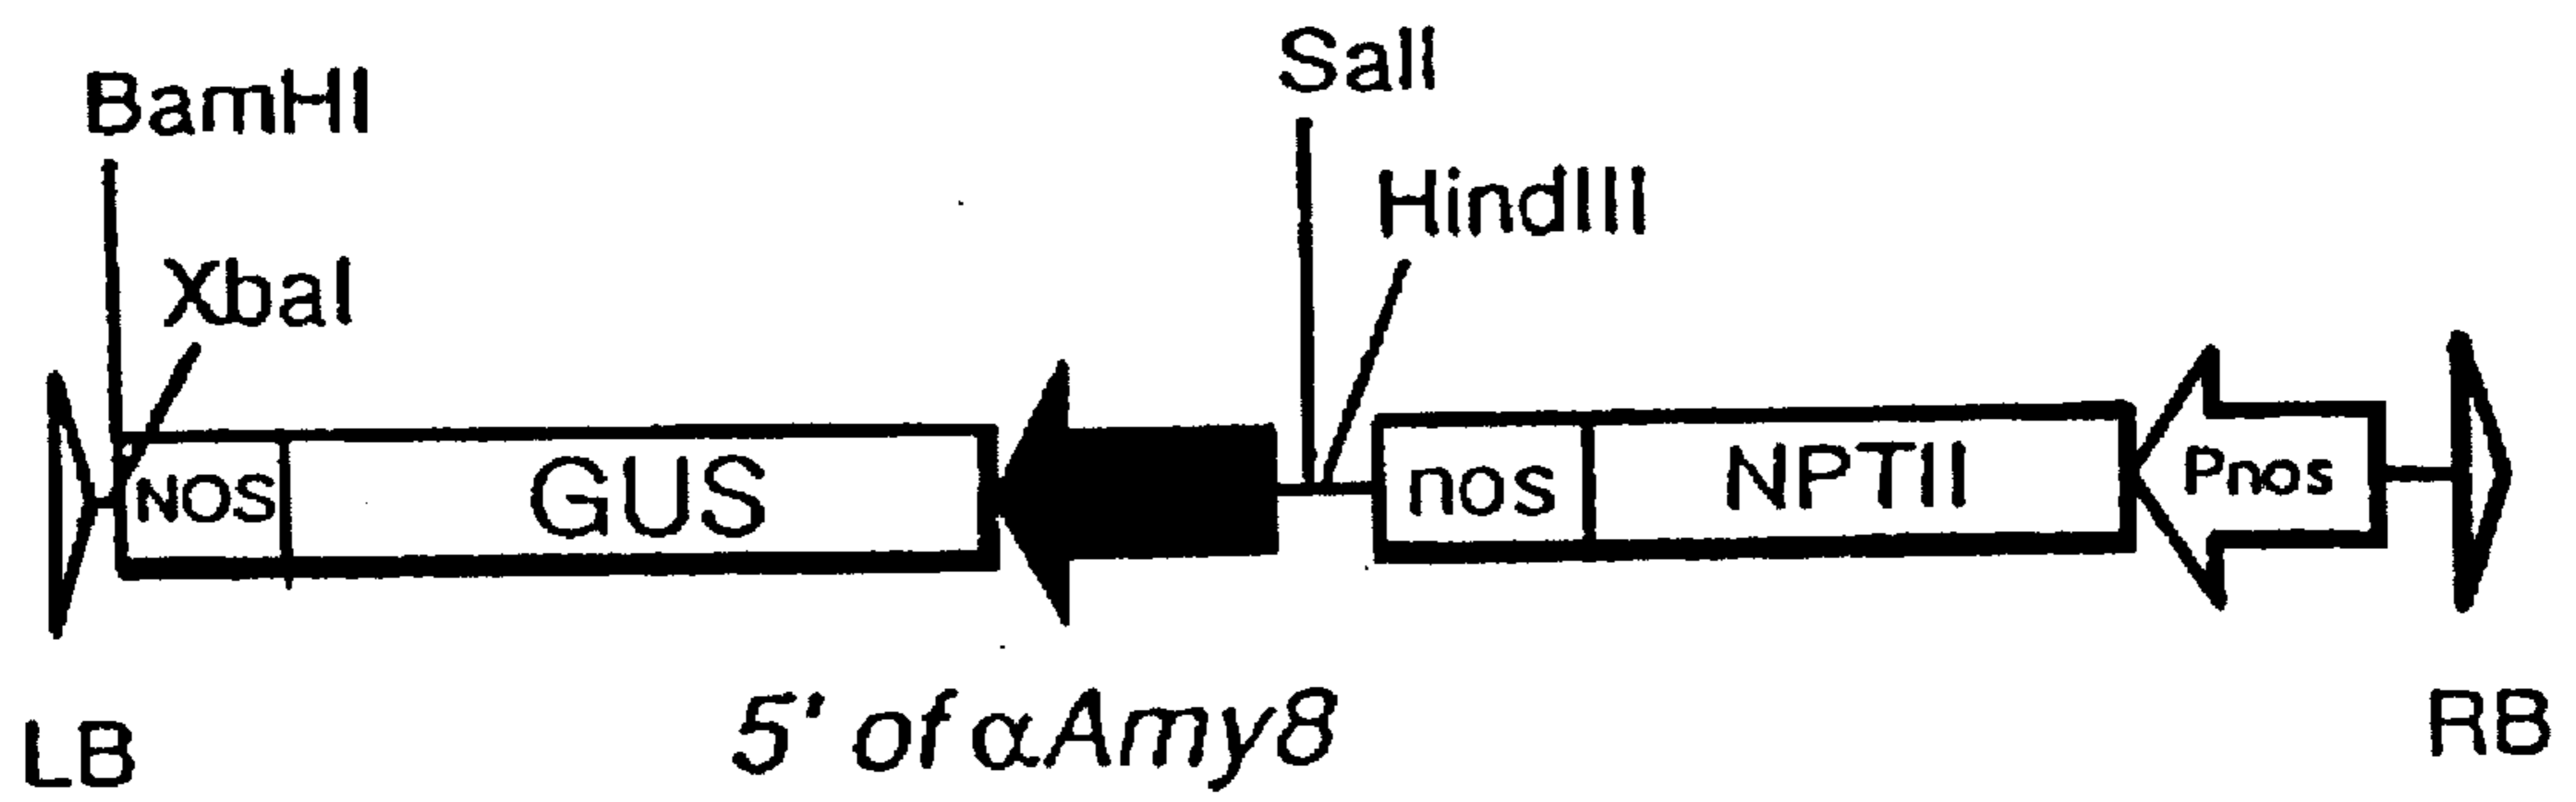 SalI
BamHI
HindIII
XbaI
NOS GUS nos NPTII Pnos
5' of αAmy8
LB RB